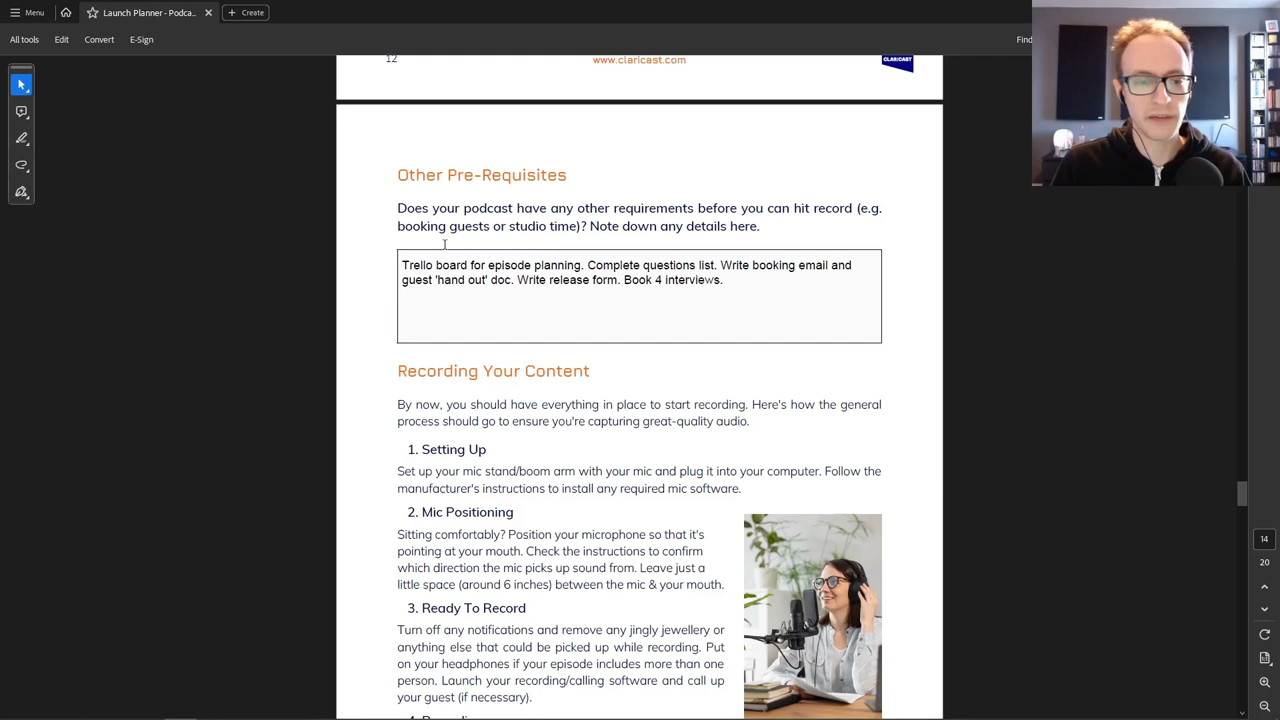 Menu
Launch Planner - Podca...
Create
All tools
Edit
Convert
E-Sign
Find
12
www.claricast.com
CLARICAST
Other Pre-Requisites
Does your podcast have any other requirements before you can hit record (e.g.
booking guests or studio time)? Note down any details here.
Trello board for episode planning. Complete questions list. Write booking email and
guest 'hand out' doc. Write release form. Book 4 interviews.
Recording Your Content
By now, you should have everything in place to start recording. Here's how the general
process should go to ensure you're capturing great-quality audio.
1. Setting Up
Set up your mic stand/boom arm with your mic and plug it into your computer. Follow the
manufacturer's instructions to install any required mic software.
2. Mic Positioning
Sitting comfortably? Position your microphone so that it's
pointing at your mouth. Check the instructions to confirm
which direction the mic picks up sound from. Leave just a
little space (around 6 inches) between the mic & your mouth.
3. Ready To Record
Turn off any notifications and remove any jingly jewellery or
anything else that could be picked up while recording. Put
on your headphones if your episode includes more than one
person. Launch your recording/calling software and call up
your guest (if necessary).
14
20